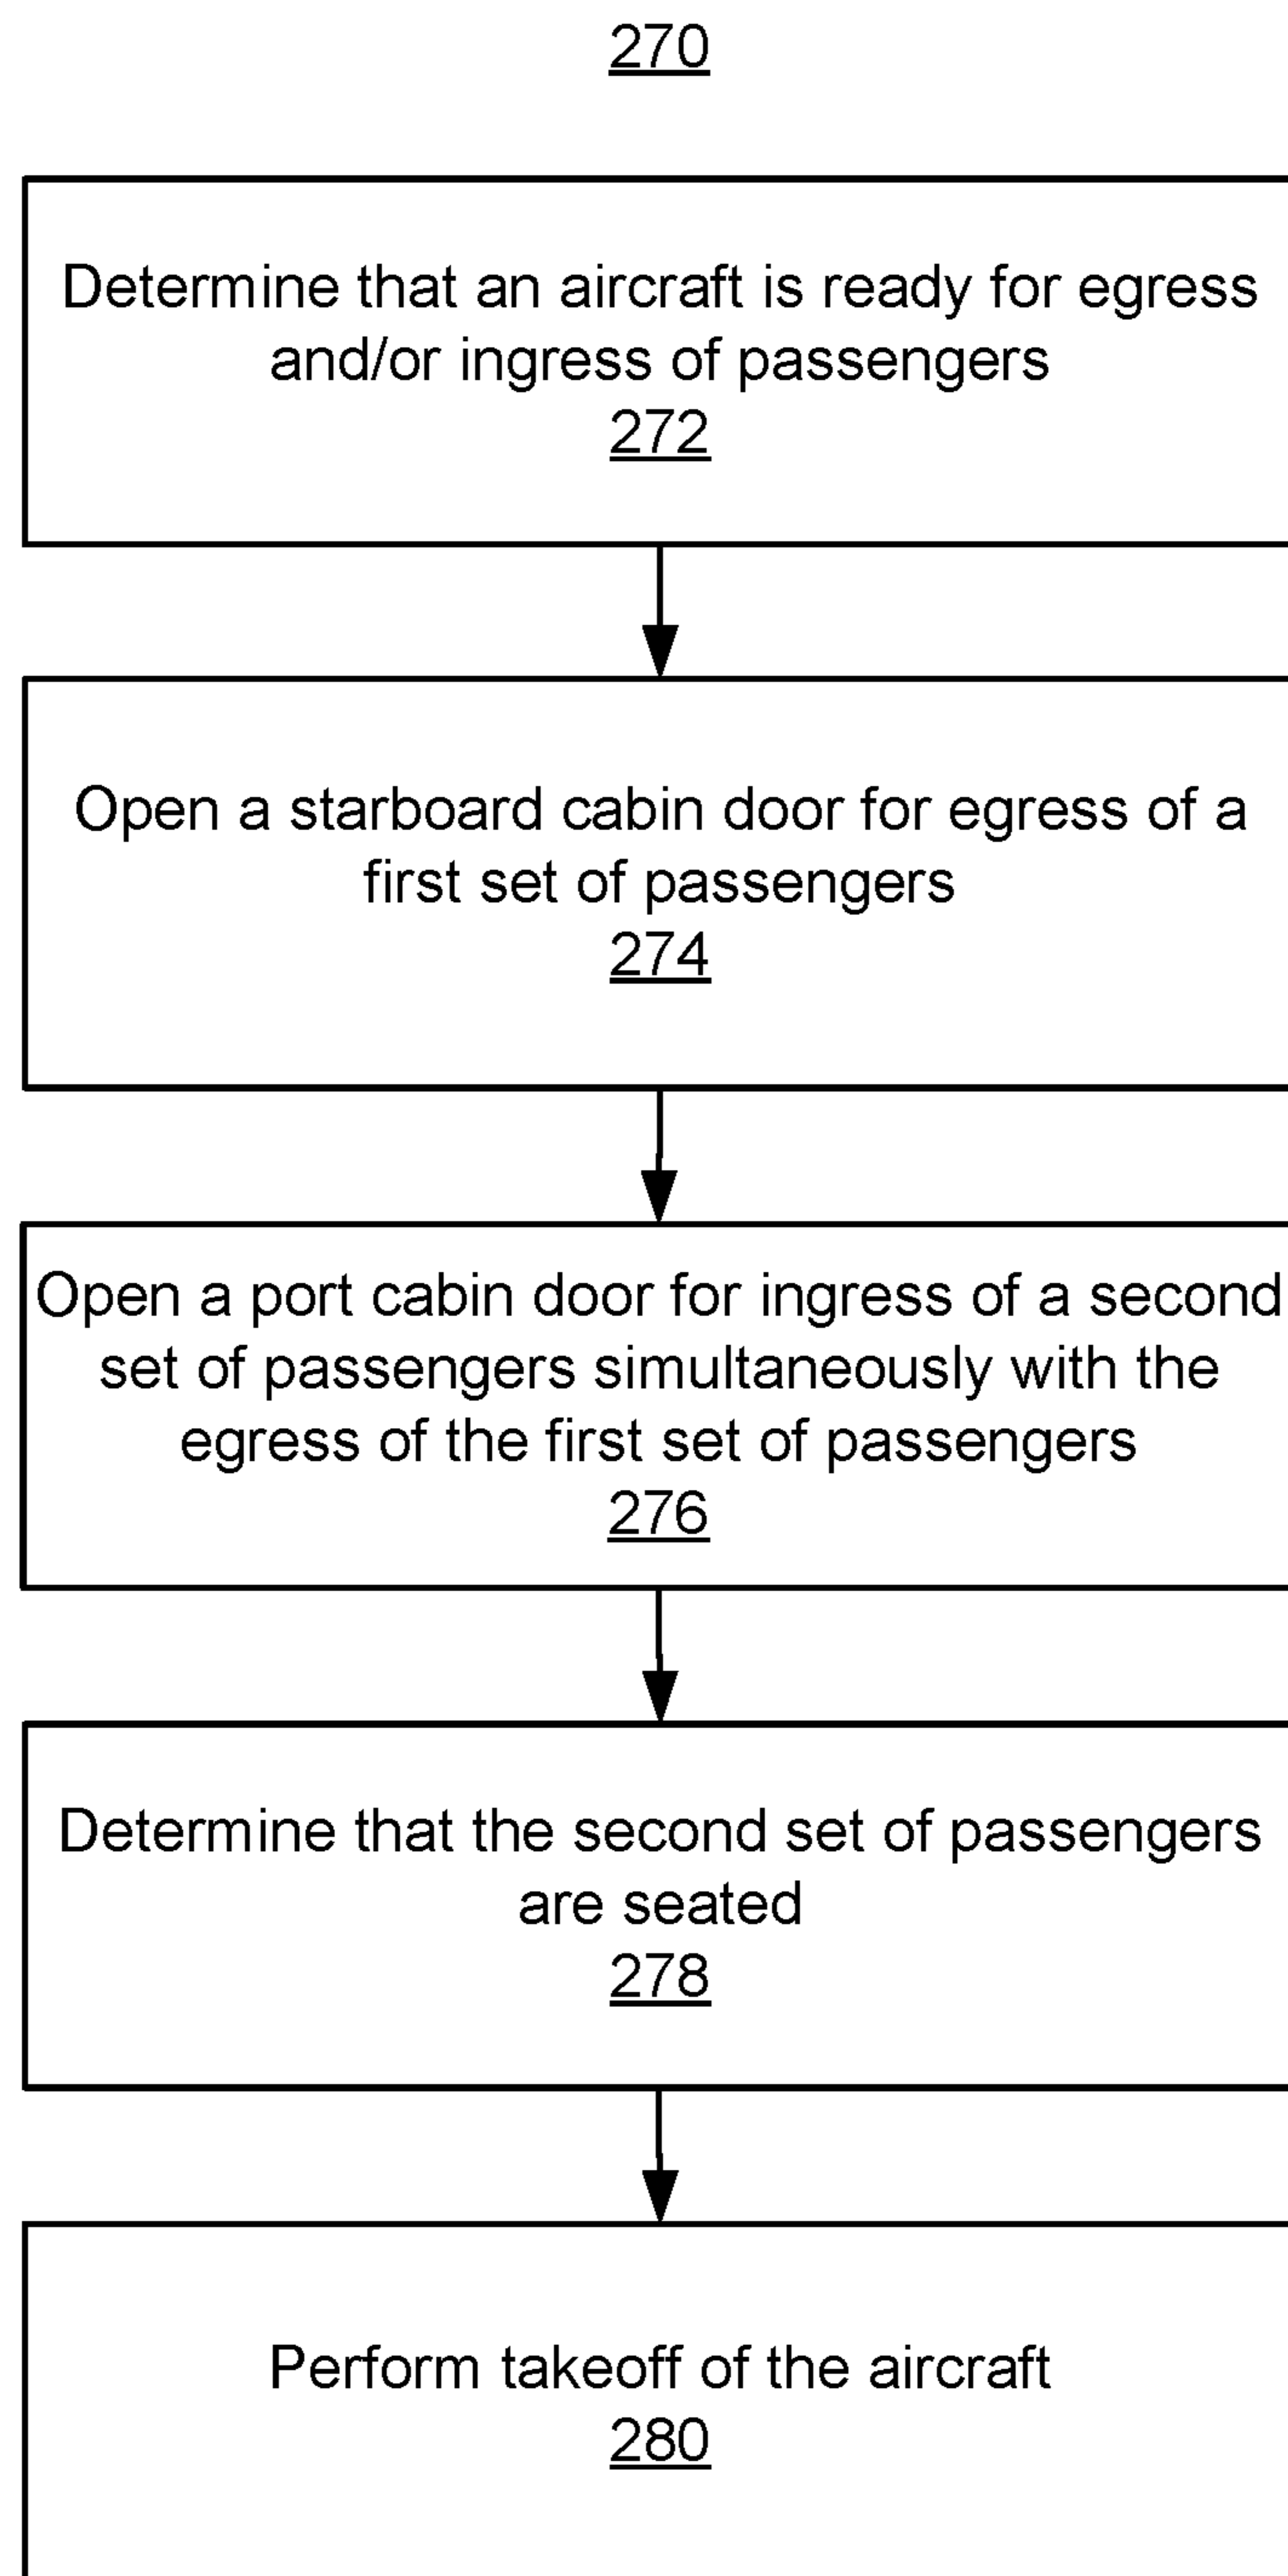 270
Determine that an aircraft is ready for egress
and/or ingress of passengers
272
Open a starboard cabin door for egress of a
first set of passengers
274
Open a port cabin door for ingress of a second
set of passengers simultaneously with the
egress of the first set of passengers
276
Determine that the second set of passengers
are seated
278
Perform takeoff of the aircraft
280